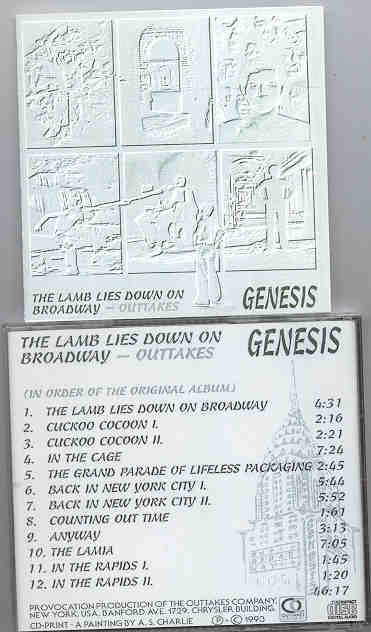 THE LAMB LIES DOWN ON
BROADWAY – OUTTAKES GENESIS
THE LAMB LIES DOWN ON
BROADWAY – OUTTAKES GENESIS
(IN ORDER OF THE ORIGINAL ALBUM)
1. THE LAMB LIES DOWN ON BROADWAY 4:31
2. CUCKOO COCOON I. 2:16
3. CUCKOO COCOON II. 2:21
4. IN THE CAGE 7:24
5. THE GRAND PARADE OF LIFELESS PACKAGING 2:45
6. BACK IN NEW YORK CITY I. 5:44
7. BACK IN NEW YORK CITY II. 5:52
8. COUNTING OUT TIME 1:61
9. ANYWAY 3:13
10. THE LAMIA 7:05
11. IN THE RAPIDS I. 1:45
12. IN THE RAPIDS II. 1:20
46:17
PROVOCATION PRODUCTION OF THE OUTTAKES COMPANY.
NEW YORK. USA. BANFORD AVE. 1729. CHRYSLER BUILDING.
CD-PRINT - A PAINTING BY A. S. CHARLIE ℗ - © 1993
COMPACT
disc
DIGITAL AUDIO